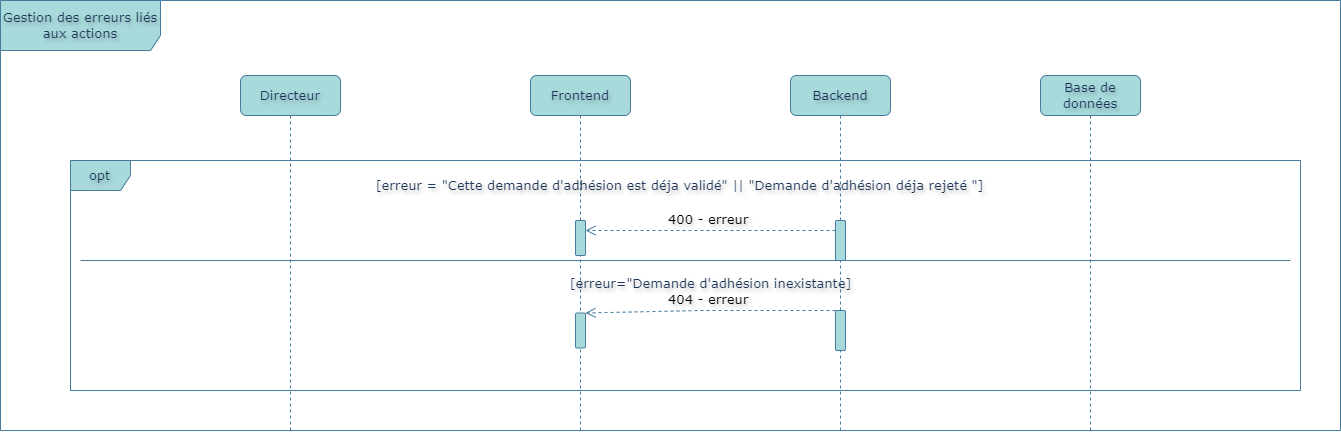 Gestion des erreurs liés
aux actions
Directeur
Frontend
Backend
Base de
données
opt
[erreur = "Cette demande d'adhésion est déja validé" || "Demande d'adhésion déja rejeté "]
400 - erreur
[erreur="Demande d'adhésion inexistante]
404 - erreur